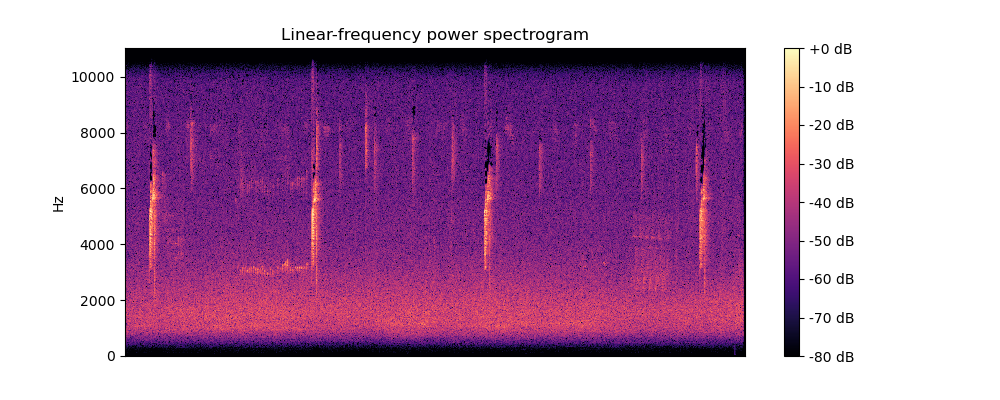 Linear-frequency power spectrogram
Hz
10000
8000
6000
4000
2000
0
+0 dB
-10 dB
-20 dB
-30 dB
-40 dB
-50 dB
-60 dB
-70 dB
-80 dB